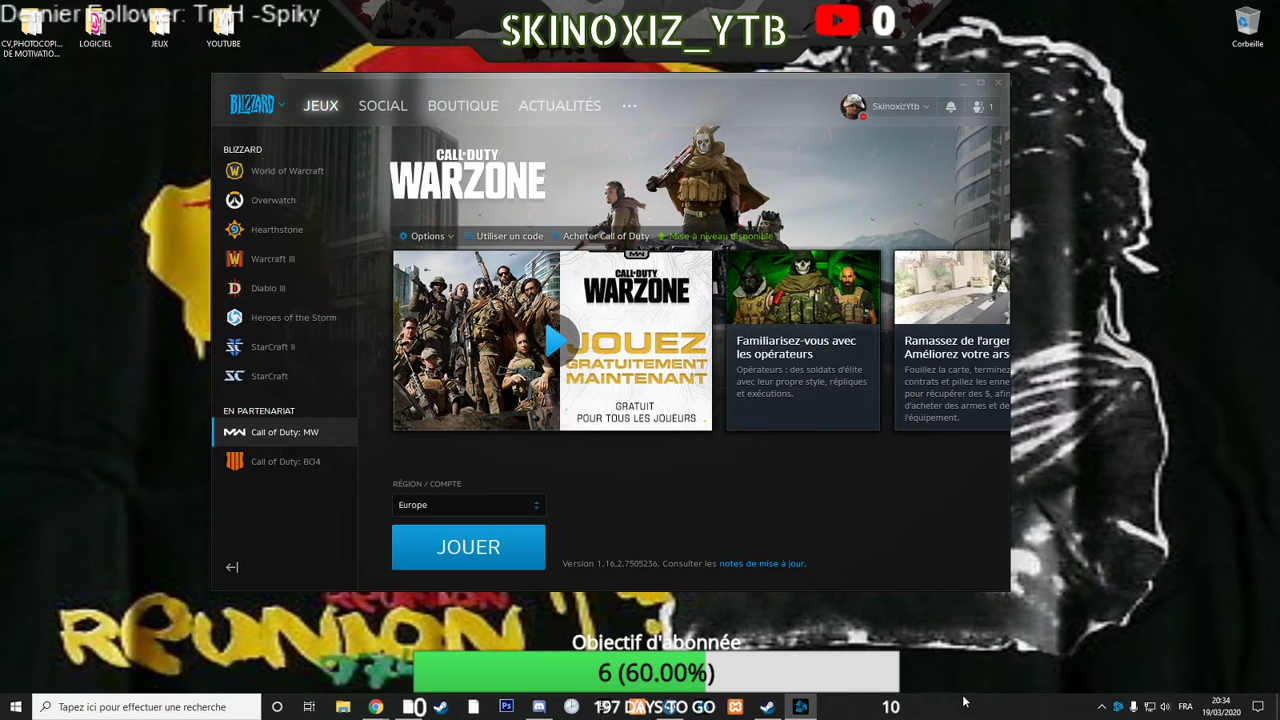 Dernier Follower: TryH -Spiky
SKINOXIZ_YTB
0
CV,PHOTOCOPI...
DE MOTIVATIO...
LOGICIEL
JEUX
YOUTUBE
Corbeille
BLIZZARD
JEUX
SOCIAL
BOUTIQUE
ACTUALITÉS
SkinoxizYtb
1
BLIZZARD
World of Warcraft
Overwatch
Hearthstone
Warcraft III
Diablo III
Heroes of the Storm
StarCraft II
StarCraft
EN PARTENARIAT
Call of Duty: MW
Call of Duty: BO4
CALL OF DUTY
WARZONE
Options
Utiliser un code
Acheter Call of Duty
Mise à niveau disponible
CALL OF DUTY
WARZONE
JOUEZ
GRATUITEMENT
MAINTENANT
GRATUIT
POUR TOUS LES JOUEURS
Familiarisez-vous avec
les opérateurs
Opérateurs : des soldats d'élite
avec leur propre style, répliques
et exécutions.
Ramassez de l'arger
Améliorez votre ars
Fouillez la carte, terminez
contrats et pillez les enne
pour récupérer des $, afin
d'acheter des armes et de
l'équipement.
RÉGION / COMPTE
Europe
JOUER
Version 1.16.2.7505236. Consulter les notes de mise à jour.
REUNION
Objectif d'abonnée
6 (60.00%)
0
197 DAYS TO GO
10
Tapez ici pour effectuer une recherche
FRA
20:34
19/03/2020